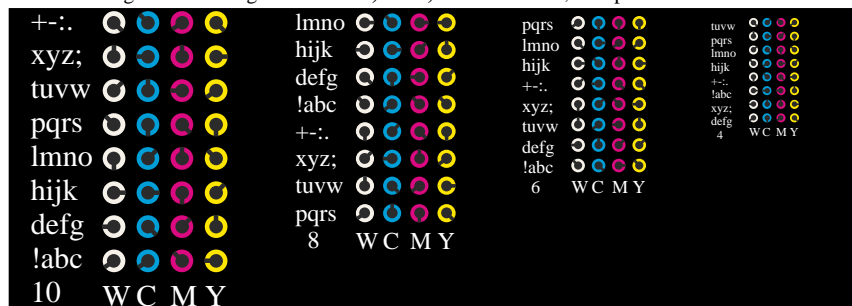 +-:.
xyz;
tuvw
pqrs
lmno
hijk
defg
!abc
10 W C M Y
lmno
hijk
defg
!abc
+-:.
xyz;
tuvw
pqrs
8 W C M Y
pqrs
lmno
hijk
+-:.
xyz;
tuvw
defg
!abc
6 W C M Y
tuvw
pqrs
lmno
hijk
+-:.
!abc
xyz;
defg
4 W C M Y